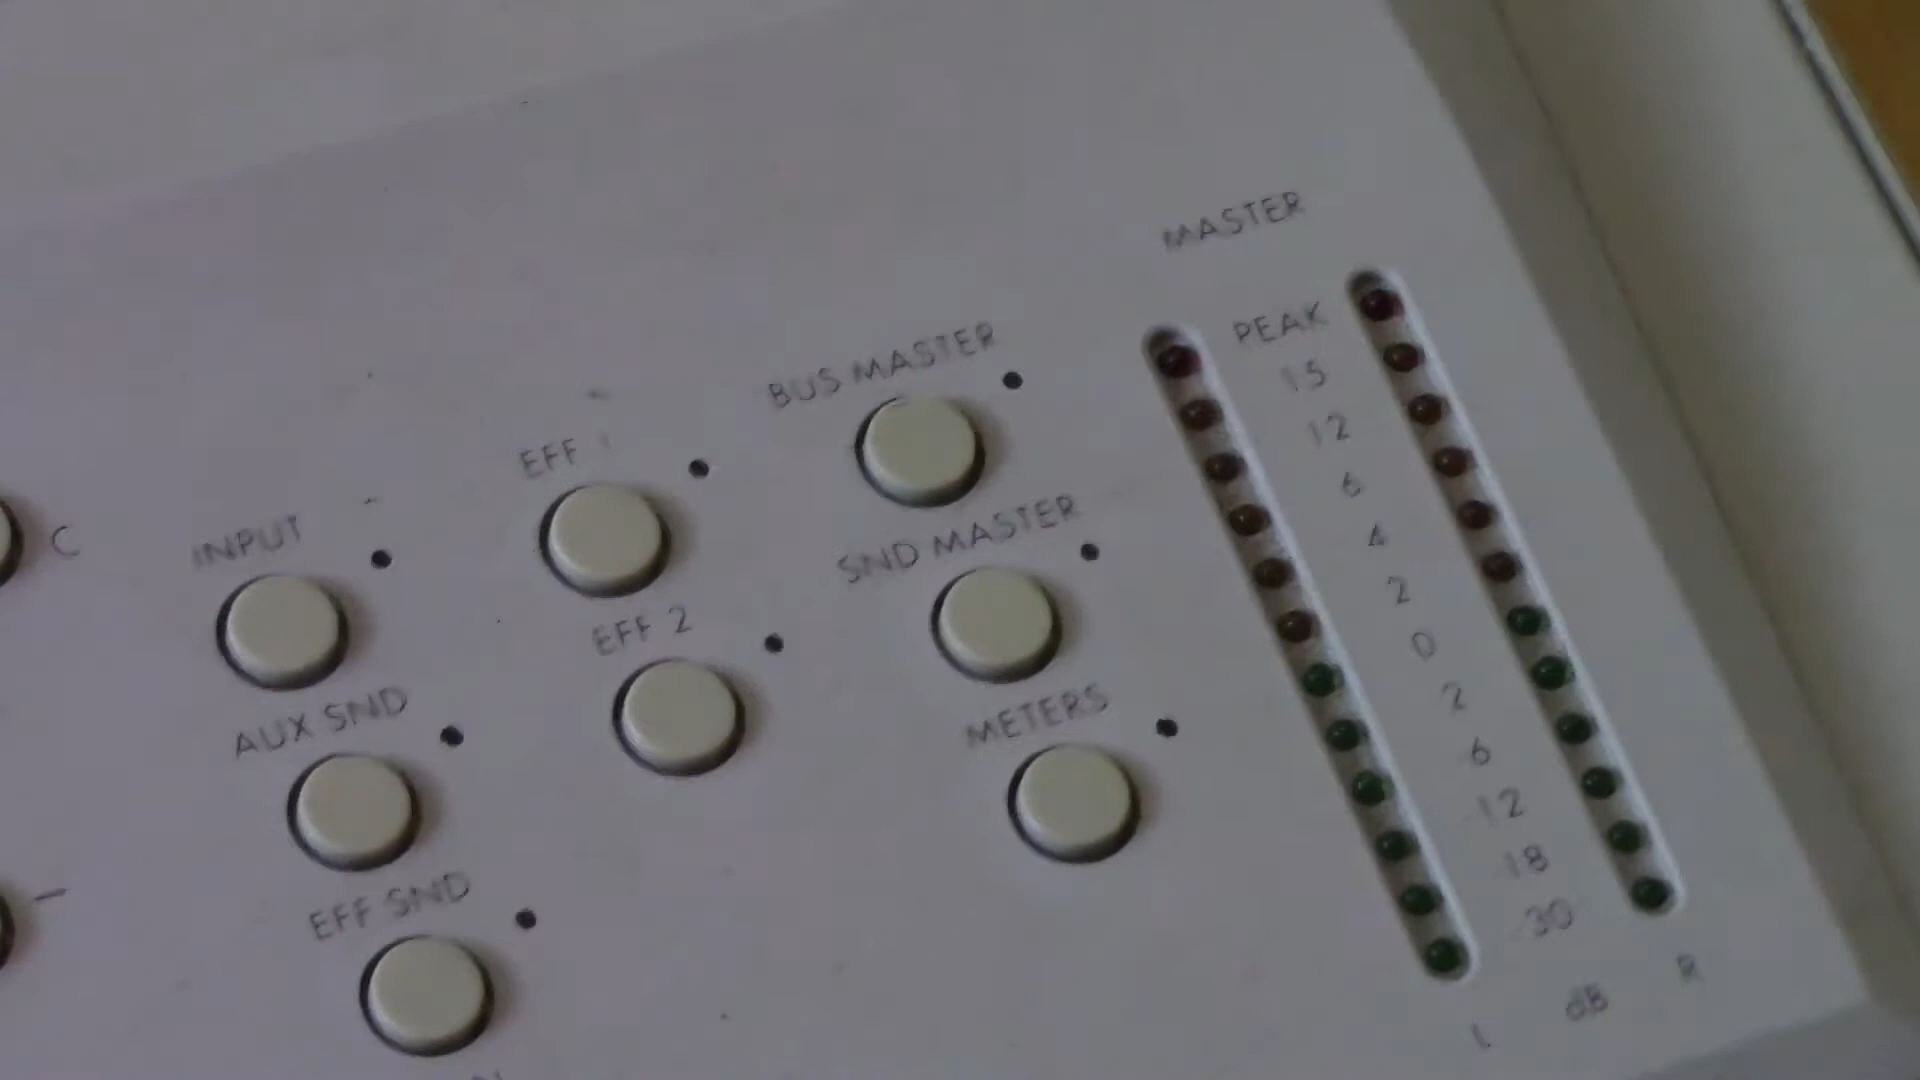 MASTER
PEAK
15
12
6
4
2
0
2
6
12
18
30
L dB R
BUS MASTER
SND MASTER
METERS
EFF 1
EFF 2
INPUT
AUX SND
EFF SND
C
–